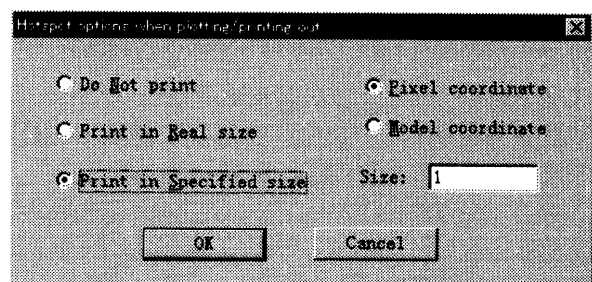 Hotspot options when plotting/printing out
Do Not print
Print in Real size
Print in Specified size
Pixel coordinate
Model coordinate
Size: 1
OK
Cancel